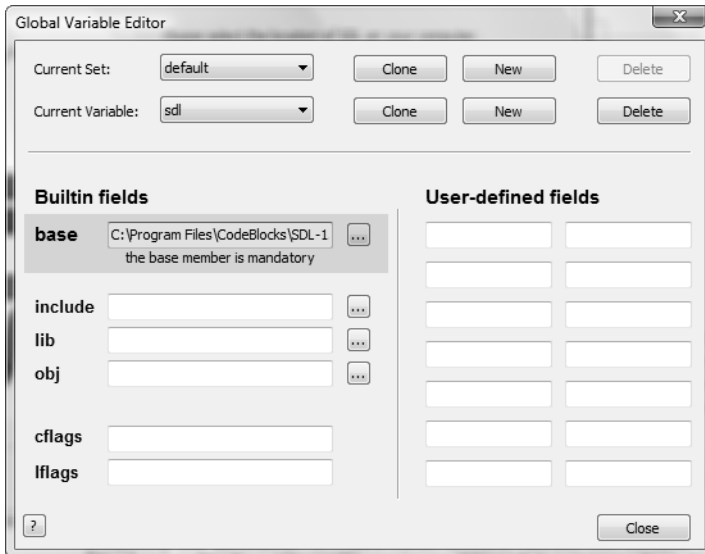 Global Variable Editor
Current Set: default Clone New Delete
Current Variable: sdl Clone New Delete
Builtin fields
base C:\Program Files\CodeBlocks\SDL-1 ...
the base member is mandatory
include ...
lib ...
obj ...
cflags
lflags
User-defined fields
? Close